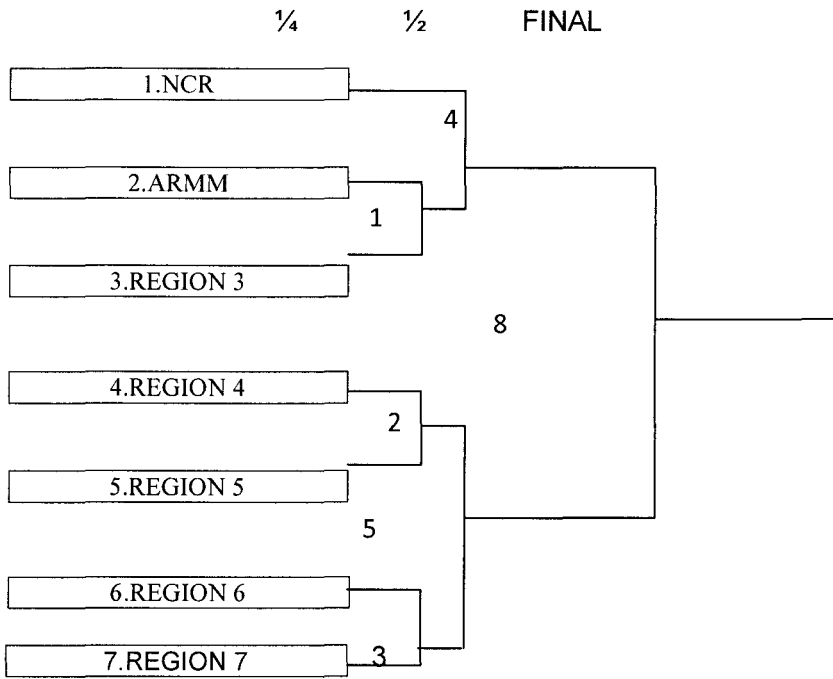 ¼ ½ FINAL
1.NCR
4
2.ARMM
1
3.REGION 3
8
4.REGION 4
2
5.REGION 5
5
6.REGION 6
7.REGION 7 3